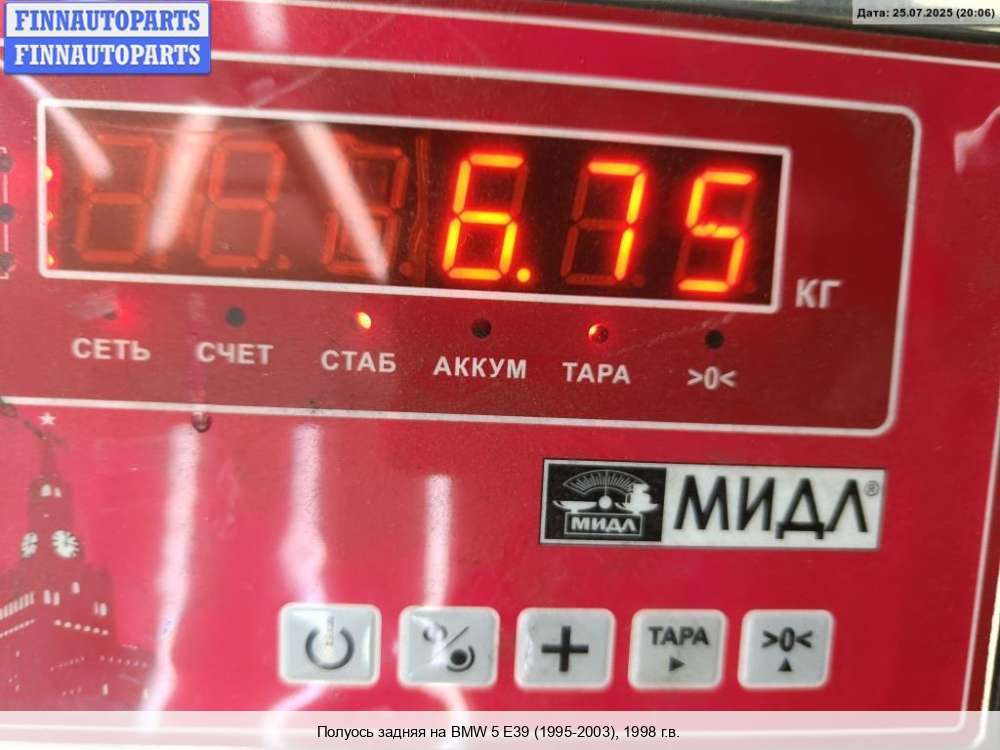 FINNAUTOPARTS
FINNAUTOPARTS
Дата: 25.07.2025 (20:06)
6.75
КГ
СЕТЬ СЧЕТ СТАБ АККУМ ТАРА >0<
МИДЛ МИДЛ®
% + ТАРА >0<
Полуось задняя на BMW 5 E39 (1995-2003), 1998 г.в.